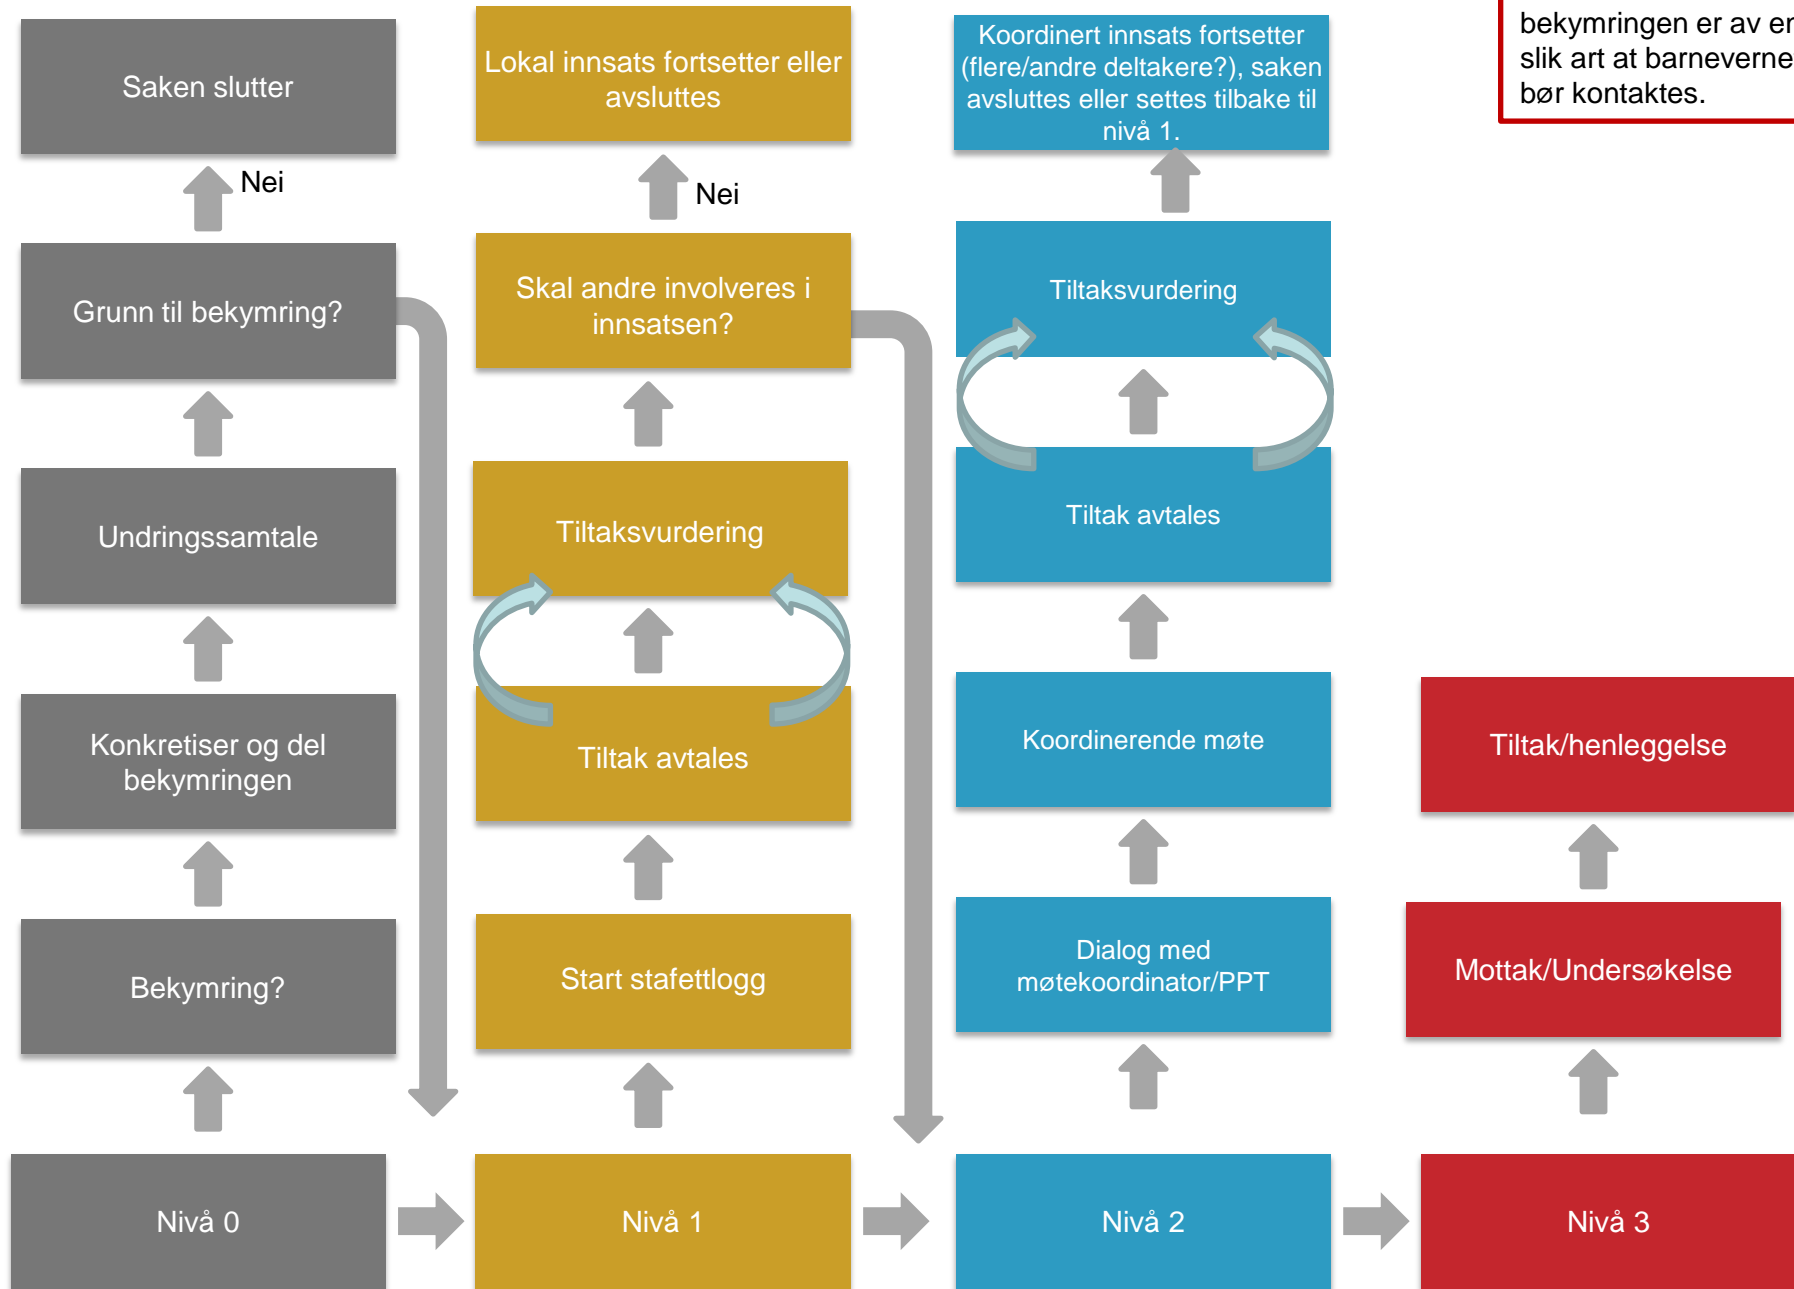 Saken slutter
Nei
Grunn til bekymring?
Undringssamtale
Konkretiser og del
bekymringen
Bekymring?
Nivå 0
Lokal innsats fortsetter eller
avsluttes
Nei
Skal andre involveres i
innsatsen?
Tiltaksvurdering
Tiltak avtales
Start stafettlogg
Nivå 1
Koordinert innsats fortsetter
(flere/andre deltakere?), saken
avsluttes eller settes tilbake til
nivå 1.
Tiltaksvurdering
Tiltak avtales
Koordinerende møte
Dialog med
møtekoordinator/PPT
Nivå 2
bekymringen er av en
slik art at barneverne
bør kontaktes.
Tiltak/henleggelse
Mottak/Undersøkelse
Nivå 3